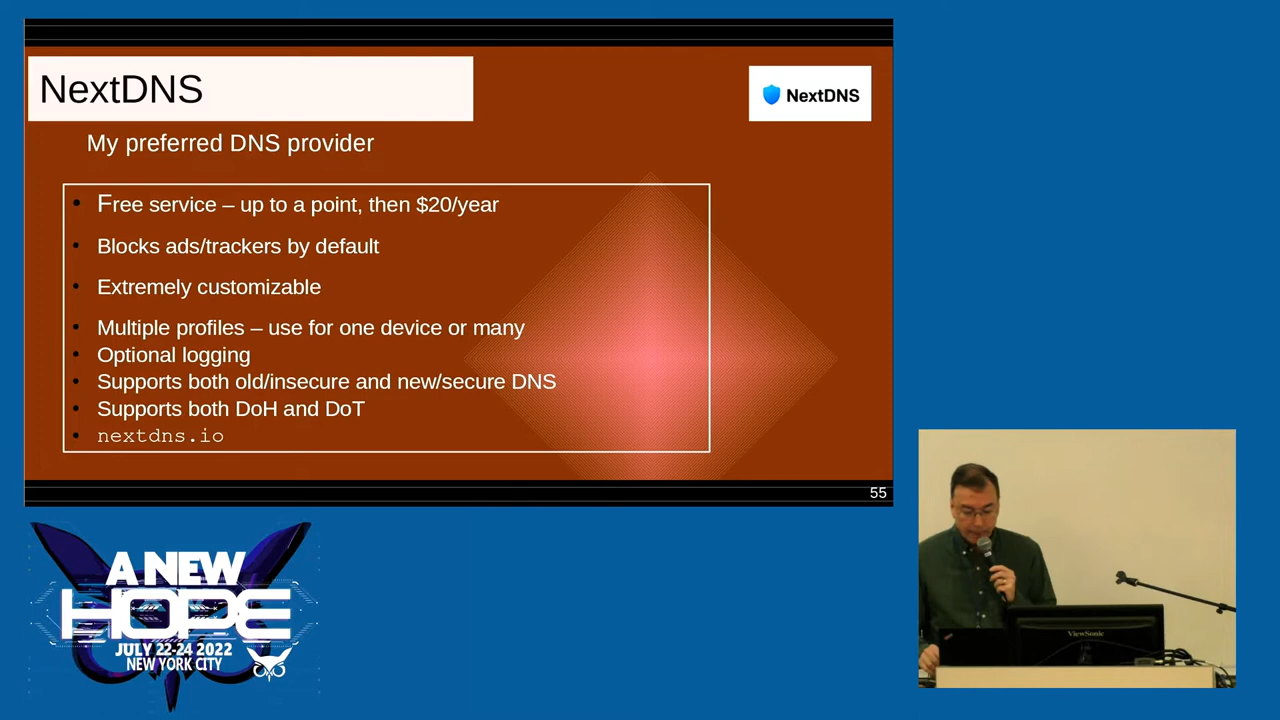 NextDNS
NextDNS
My preferred DNS provider
• Free service – up to a point, then $20/year
• Blocks ads/trackers by default
• Extremely customizable
• Multiple profiles – use for one device or many
• Optional logging
• Supports both old/insecure and new/secure DNS
• Supports both DoH and DoT
• nextdns.io
55
A NEW
HOPE
JULY 22-24 2022
NEW YORK CITY
ViewSonic